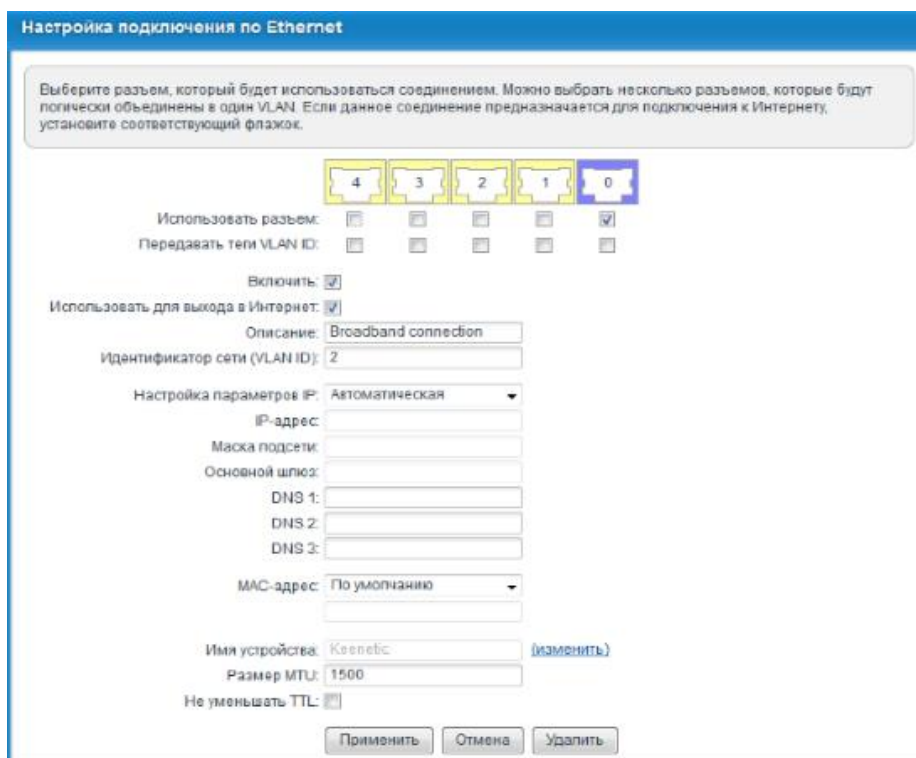 Настройка подключения по Ethernet
Выберите разъем, который будет использоваться соединением. Можно выбрать несколько разъемов, которые будут
логически объединены в один VLAN. Если данное соединение предназначается для подключения к Интернету,
установите соответствующий флажок.
4 3 2 1 0
Использовать разъем:
Передавать теги VLAN ID:
Включить:
Использовать для выхода в Интернет:
Описание: Broadband connection
Идентификатор сети (VLAN ID): 2
Настройка параметров IP: Автоматическая
IP-адрес:
Маска подсети:
Основной шлюз:
DNS 1:
DNS 2:
DNS 3:
MAC-адрес: По умолчанию
Имя устройства: Keenetic (изменить)
Размер MTU: 1500
Не уменьшать TTL:
Применить Отмена Удалить